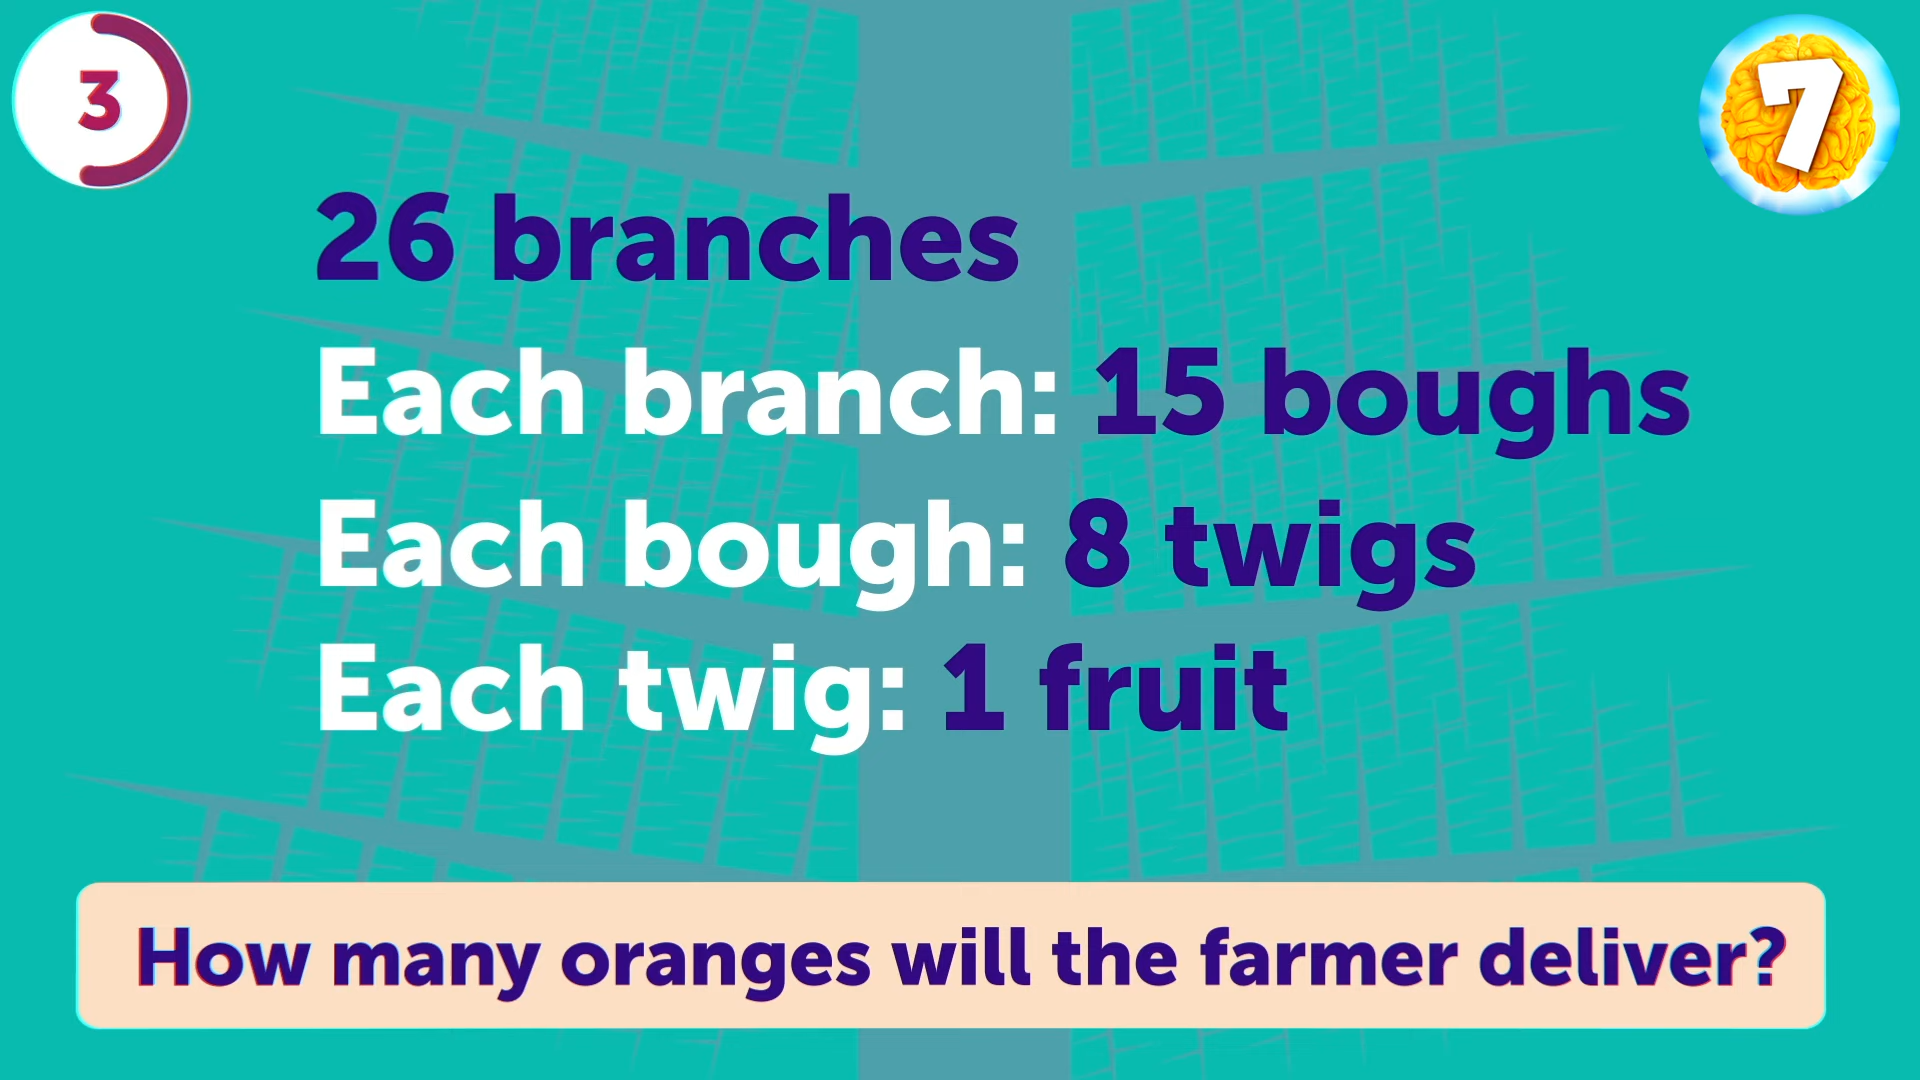 3
7
26 branches
Each branch: 15 boughs
Each bough: 8 twigs
Each twig: 1 fruit
How many oranges will the farmer deliver?